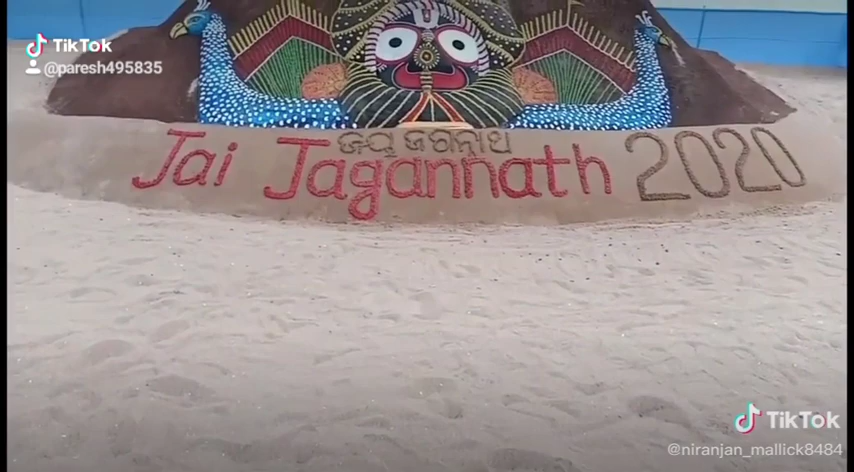 TikTok
@paresh495835
ଜୟ ଜଗନ୍ନାଥ
Jai Jagannath 2020
TikTok
@niranjan_mallick8484